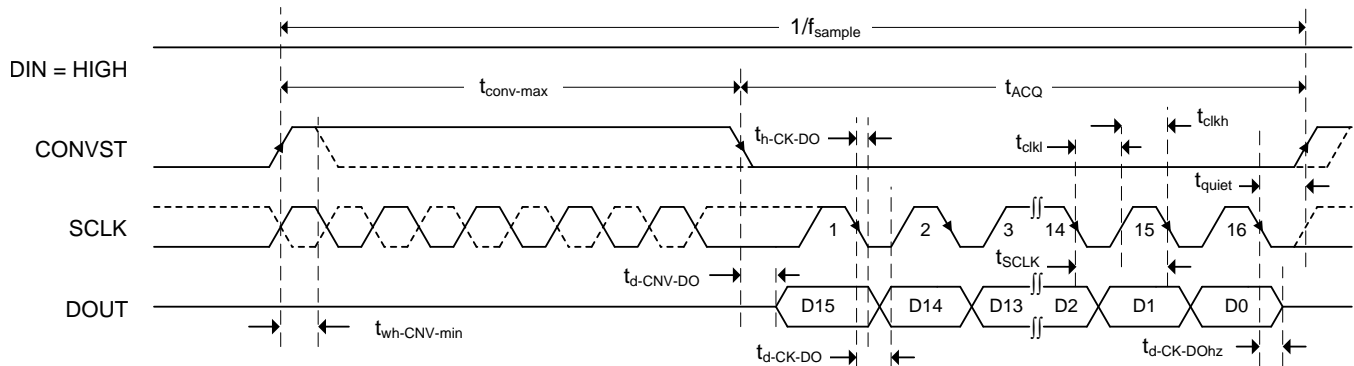 1/fsample
DIN = HIGH
tconv-max
tACQ
CONVST
th-CK-DO
tclkh
tclkl
tquiet
SCLK
1 2 3 14 15 16
tSCLK
td-CNV-DO
DOUT
D15 D14 D13 D2 D1 D0
twh-CNV-min
td-CK-DO
td-CK-DOhz